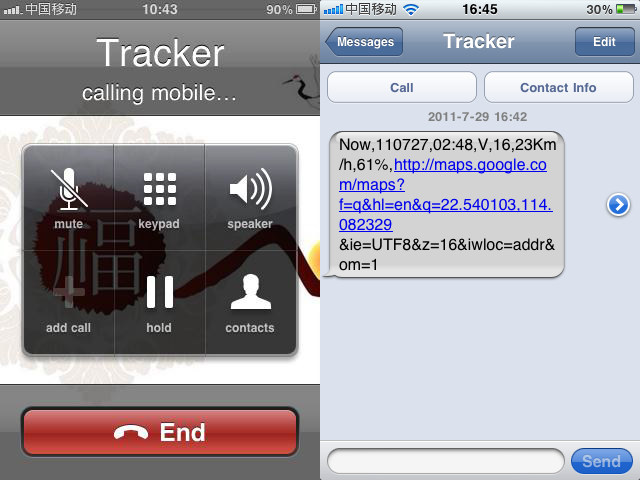 中国移动 10:43 90%
Tracker
calling mobile...
mute keypad speaker
福
add call hold contacts
End
中国移动 16:45 30%
Messages Tracker Edit
Call Contact Info
2011-7-29 16:42
Now,110727,02:48,V,16,23Km
/h,61%,http://maps.google.co
m/maps?
f=q&hl=en&q=22.540103,114.
082329
&ie=UTF8&z=16&iwloc=addr&
om=1
Send